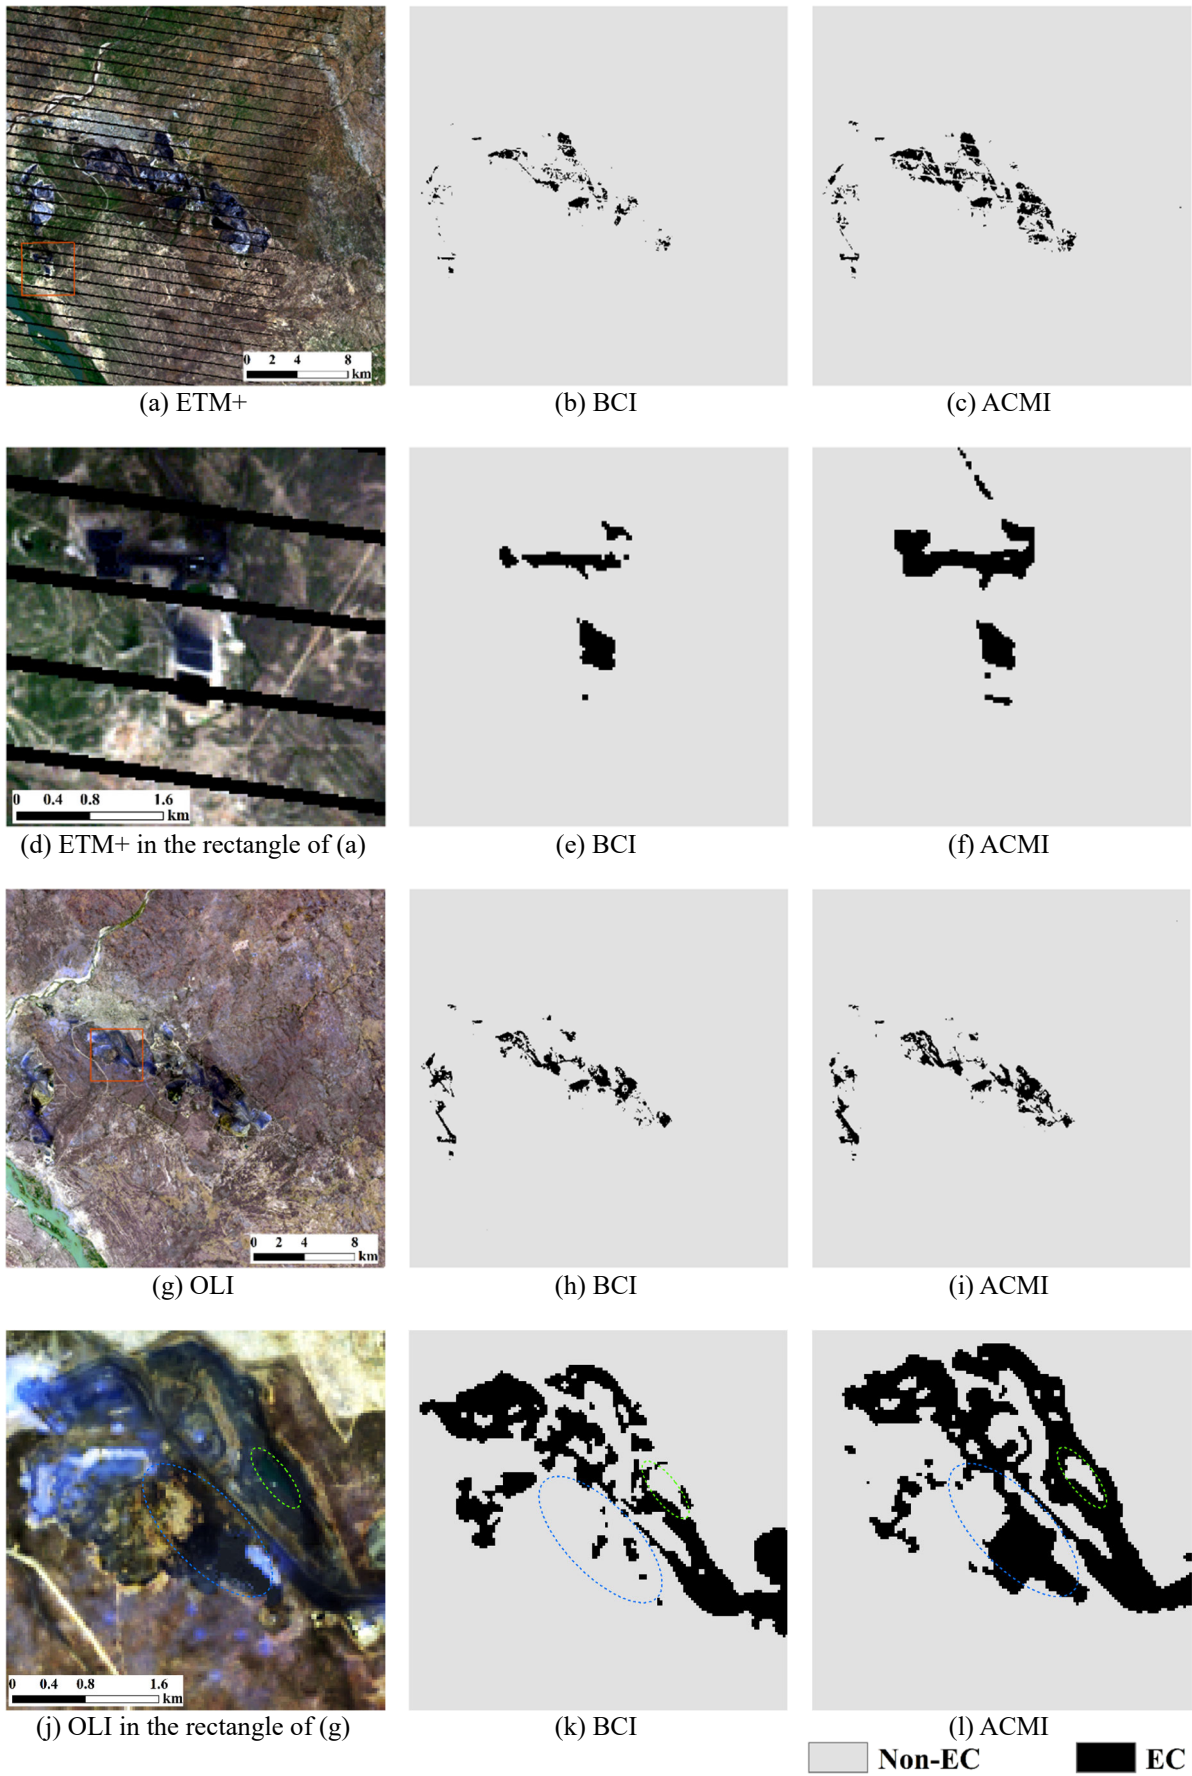 0 2 4 8
km
(a) ETM+
(b) BCI
(c) ACMI
0 0.4 0.8 1.6
km
(d) ETM+ in the rectangle of (a)
(e) BCI
(f) ACMI
0 2 4 8
km
(g) OLI
(h) BCI
(i) ACMI
0 0.4 0.8 1.6
km
(j) OLI in the rectangle of (g)
(k) BCI
(l) ACMI
Non-EC
EC